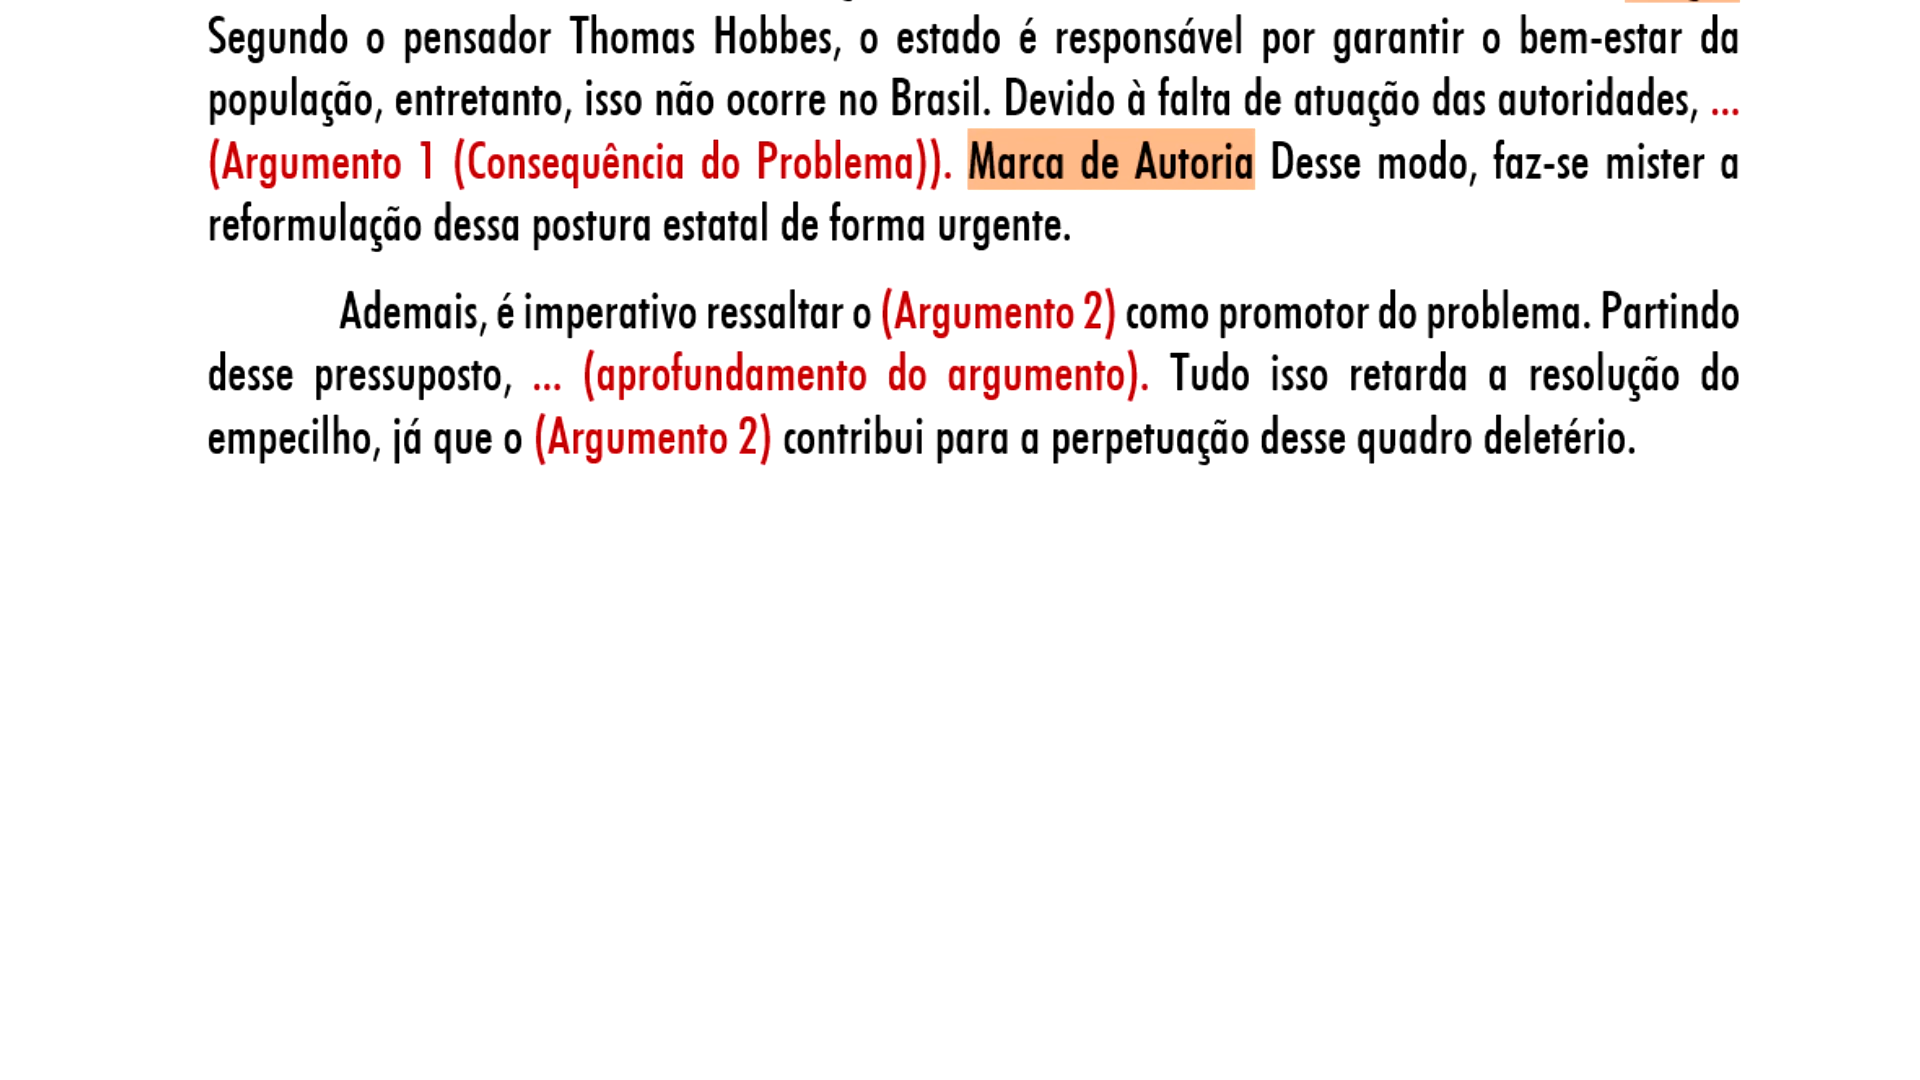 Segundo o pensador Thomas Hobbes, o estado é responsável por garantir o bem-estar da
população, entretanto, isso não ocorre no Brasil. Devido à falta de atuação das autoridades, ...
(Argumento 1 (Consequência do Problema)). Marca de Autoria Desse modo, faz-se mister a
reformulação dessa postura estatal de forma urgente.
Ademais, é imperativo ressaltar o (Argumento 2) como promotor do problema. Partindo
desse pressuposto, ... (aprofundamento do argumento). Tudo isso retarda a resolução do
empecilho, já que o (Argumento 2) contribui para a perpetuação desse quadro deletério.